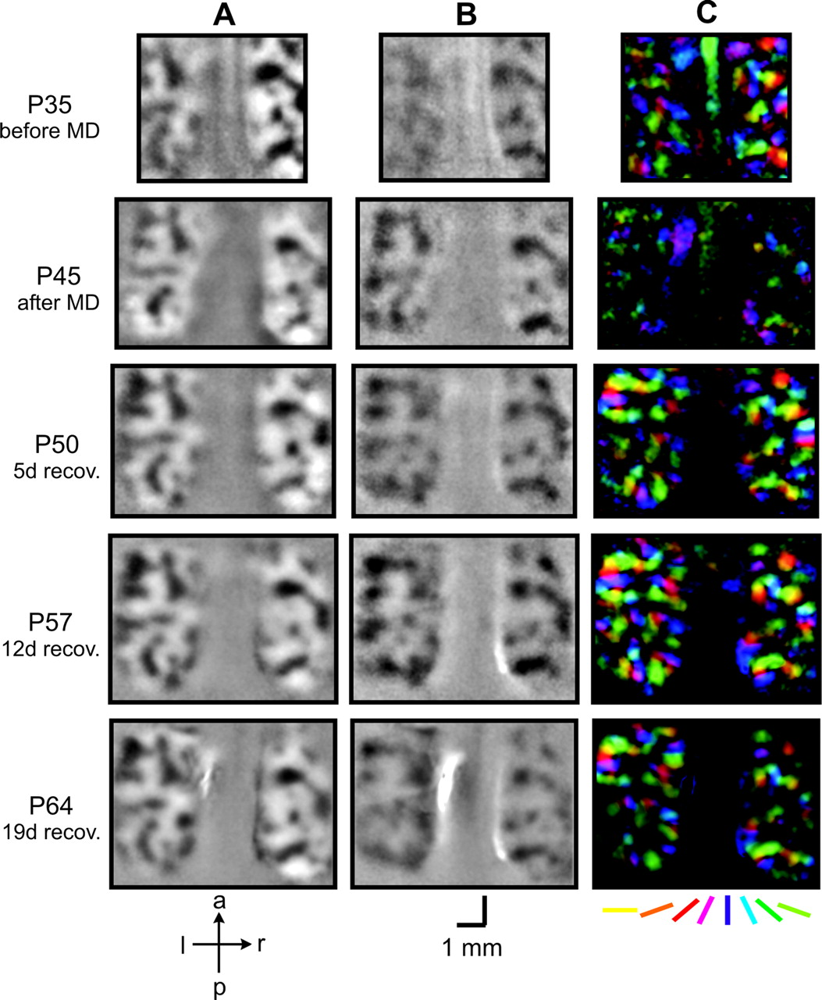 A
B
C
P35
before MD
P45
after MD
P50
5d recov.
P57
12d recov.
P64
19d recov.
a
l
r
p
1 mm